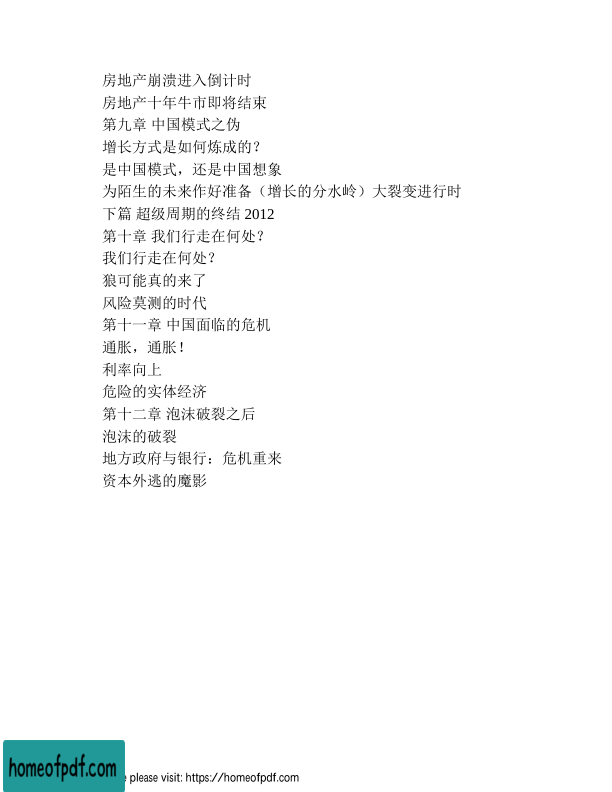 房地产崩溃进入倒计时
房地产十年牛市即将结束
第九章 中国模式之伪
增长方式是如何炼成的？
是中国模式，还是中国想象
为陌生的未来作好准备（增长的分水岭）大裂变进行时
下篇 超级周期的终结 2012
第十章 我们行走在何处？
我们行走在何处？
狼可能真的来了
风险莫测的时代
第十一章 中国面临的危机
通胀，通胀！
利率向上
危险的实体经济
第十二章 泡沫破裂之后
泡沫的破裂
地方政府与银行：危机重来
资本外逃的魔影
homeofpdf.com
please visit: https://homeofpdf.com